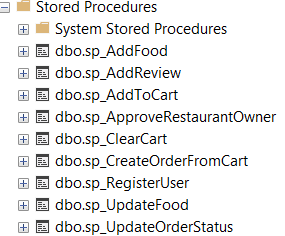 Stored Procedures
System Stored Procedures
dbo.sp_AddFood
dbo.sp_AddReview
dbo.sp_AddToCart
dbo.sp_ApproveRestaurantOwner
dbo.sp_ClearCart
dbo.sp_CreateOrderFromCart
dbo.sp_RegisterUser
dbo.sp_UpdateFood
dbo.sp_UpdateOrderStatus